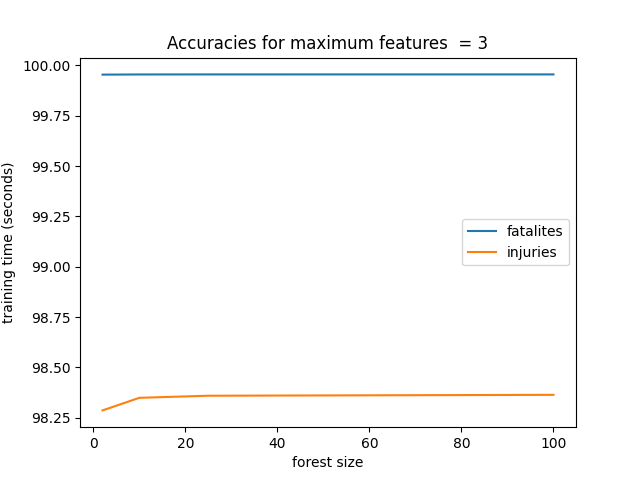 Accuracies for maximum features  = 3
100.00
99.75
99.50
99.25
99.00
98.75
98.50
98.25
training time (seconds)
fatalites
injuries
0
20
40
60
80
100
forest size